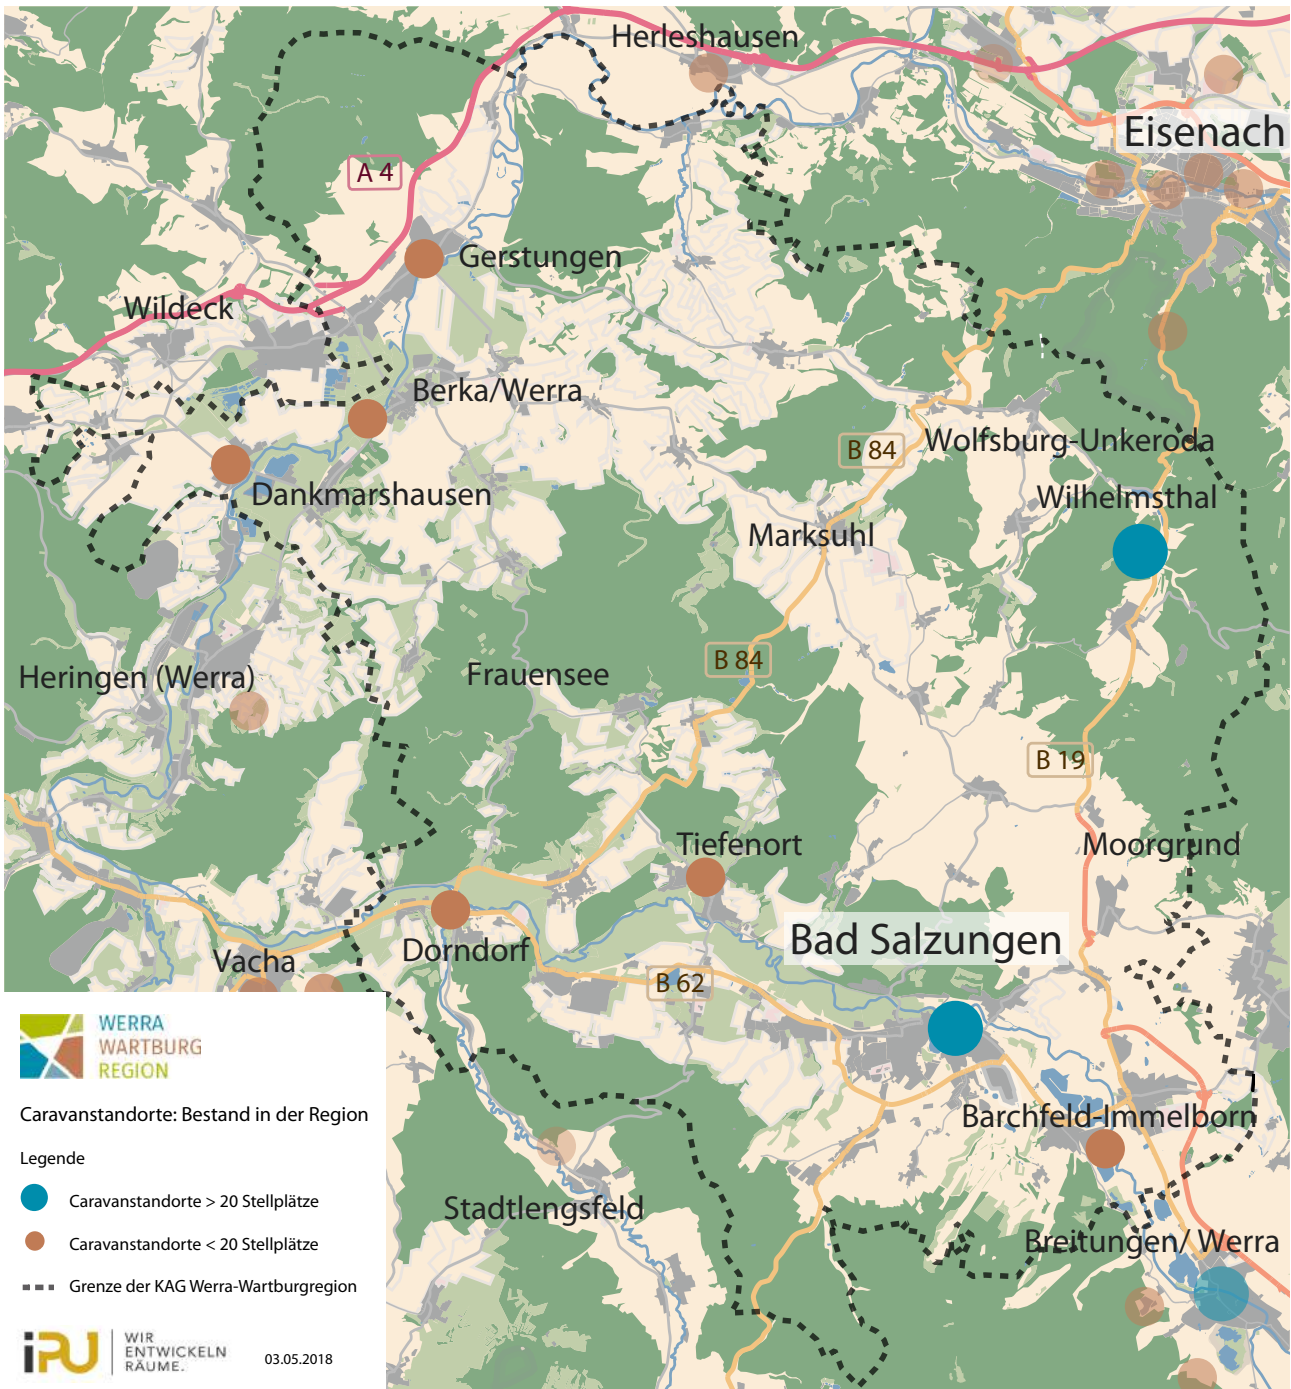 Herleshausen
Eisenach
A 4
Gerstungen
Wildeck
Berka/Werra
B 84
Wolfsburg-Unkeroda
Dankmarshausen
Wilhelmsthal
Marksuhl
B 84
Heringen (Werra)
Frauensee
B 19
Tiefenort
Moorgrund
Bad Salzungen
Dorndorf
Vacha
B 62
WERRA
WARTBURG
REGION
Caravanstandorte: Bestand in der Region
Barchfeld-Immelborn
Legende
Caravanstandorte > 20 Stellplätze
Stadtlengsfeld
Caravanstandorte < 20 Stellplätze
Breitungen/ Werra
Grenze der KAG Werra-Wartburgregion
iPU
WIR
ENTWICKELN
RÄUME.
03.05.2018